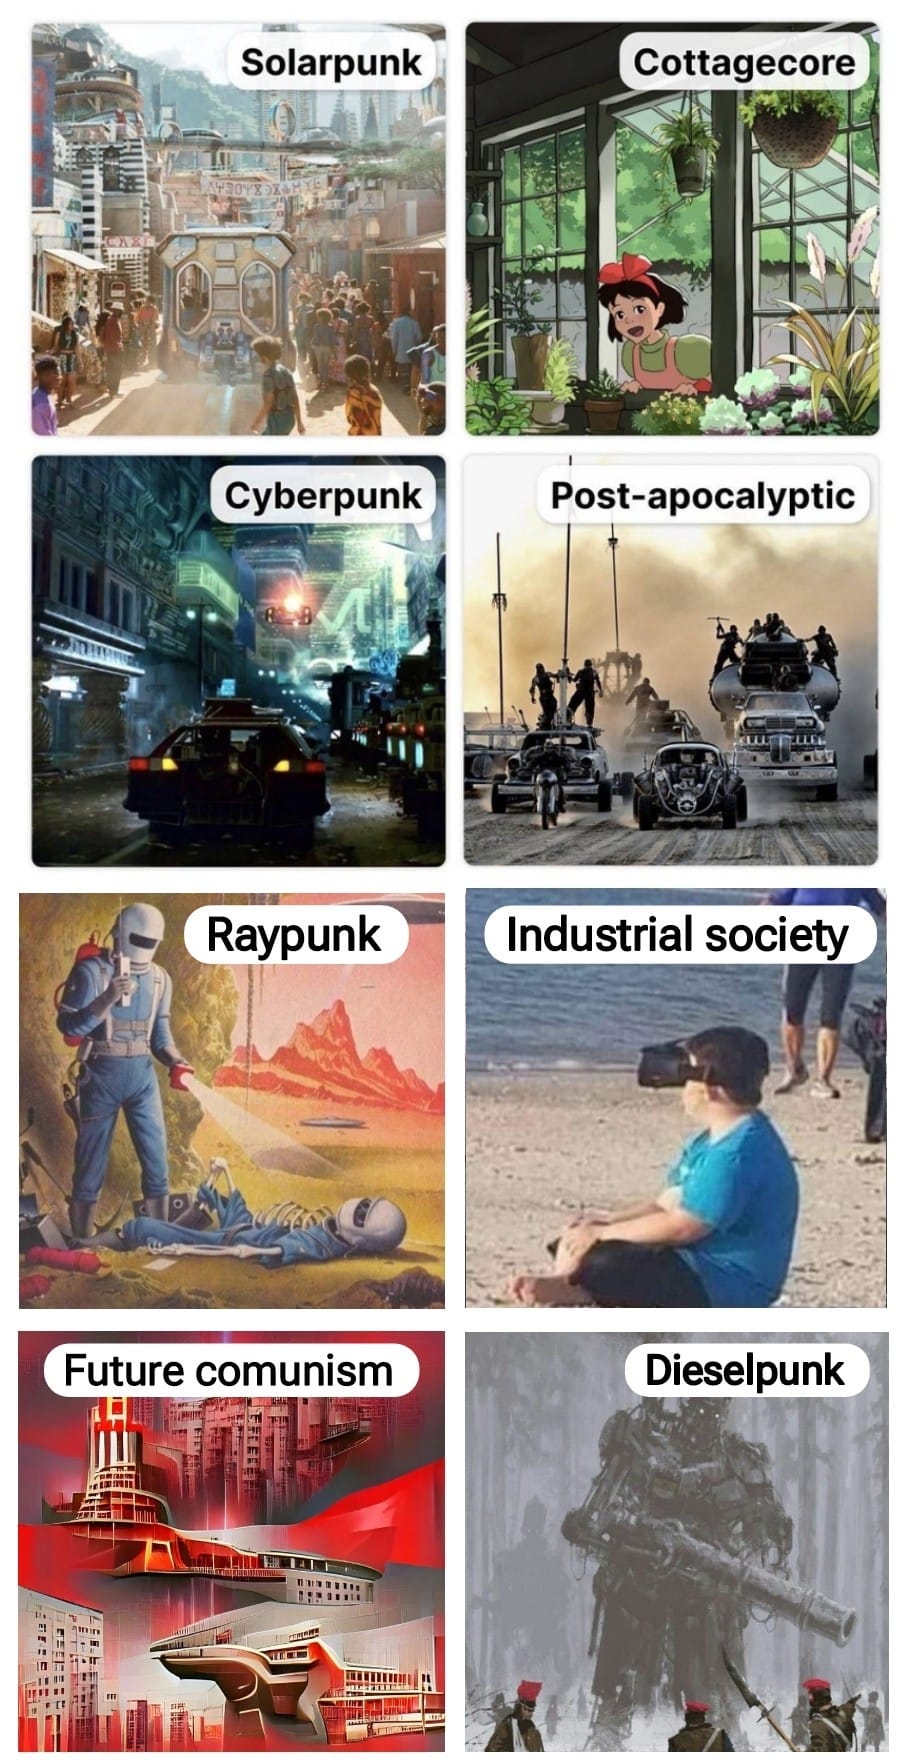 Solarpunk
Cottagecore
Cyberpunk
Post-apocalyptic
Raypunk
Industrial society
Future comunism
Dieselpunk